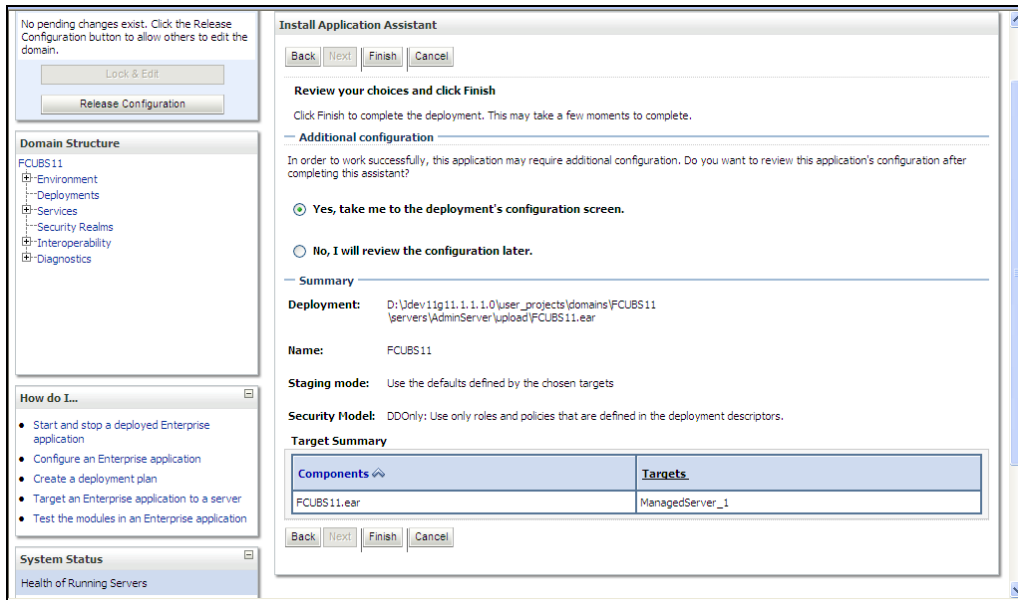 No pending changes exist. Click the Release
Configuration button to allow others to edit the
domain.
Lock & Edit
Release Configuration
Domain Structure
FCUBS11
Environment
Deployments
Services
Security Realms
Interoperability
Diagnostics
How do I...
Start and stop a deployed Enterprise
application
Configure an Enterprise application
Create a deployment plan
Target an Enterprise application to a server
Test the modules in an Enterprise application
System Status
Health of Running Servers
Install Application Assistant
Back Next Finish Cancel
Review your choices and click Finish
Click Finish to complete the deployment. This may take a few moments to complete.
Additional configuration
In order to work successfully, this application may require additional configuration. Do you want to review this application's configuration after
completing this assistant?
Yes, take me to the deployment's configuration screen.
No, I will review the configuration later.
Summary
Deployment: D:\Jdev11g11.1.1.1.0\user_projects\domains\FCUBS11
\servers\AdminServer\upload\FCUBS11.ear
Name: FCUBS11
Staging mode: Use the defaults defined by the chosen targets
Security Model: DDOnly: Use only roles and policies that are defined in the deployment descriptors.
Target Summary
Components Targets
FCUBS11.ear ManagedServer_1
Back Next Finish Cancel